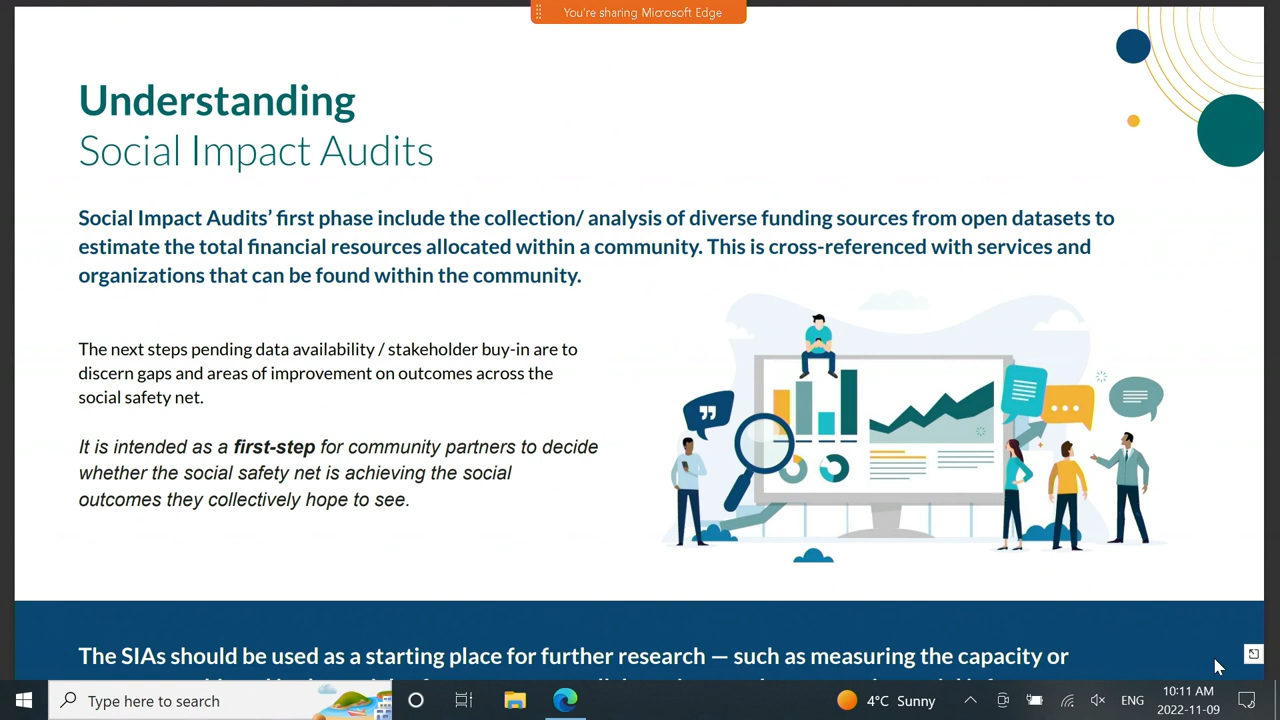 You're sharing Microsoft Edge
Understanding
Social Impact Audits
Social Impact Audits' first phase include the collection/ analysis of diverse funding sources from open datasets to
estimate the total financial resources allocated within a community. This is cross-referenced with services and
organizations that can be found within the community.
The next steps pending data availability / stakeholder buy-in are to
discern gaps and areas of improvement on outcomes across the
social safety net.
It is intended as a first-step for community partners to decide
whether the social safety net is achieving the social
outcomes they collectively hope to see.
The SIAs should be used as a starting place for further research — such as measuring the capacity or
Type here to search
4°C Sunny
ENG
10:11 AM
2022-11-09